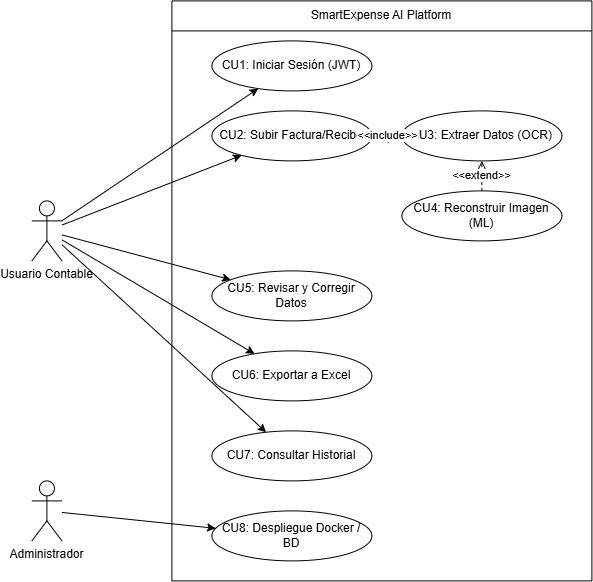 SmartExpense AI Platform
CU1: Iniciar Sesión (JWT)
CU2: Subir Factura/Recib
<<include>>
U3: Extraer Datos (OCR)
<<extend>>
CU4: Reconstruir Imagen
(ML)
Usuario Contable
CU5: Revisar y Corregir
Datos
CU6: Exportar a Excel
CU7: Consultar Historial
CU8: Despliegue Docker /
BD
Administrador